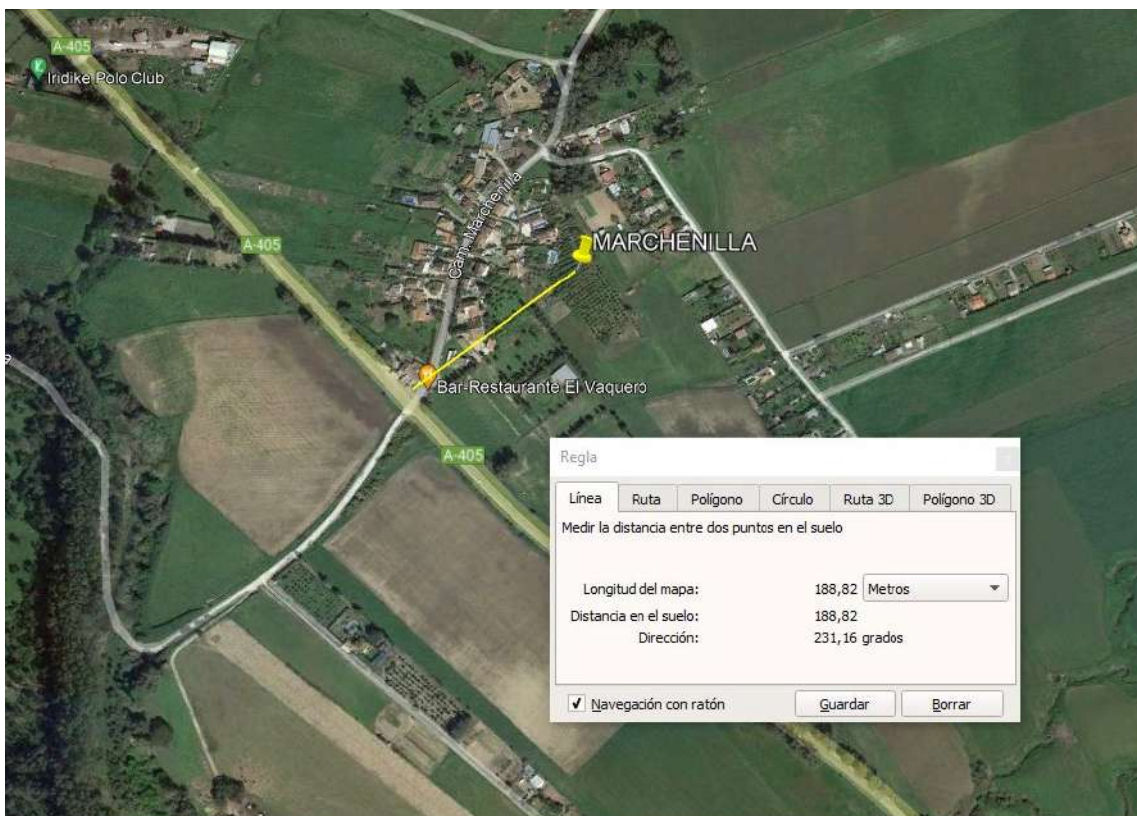 A-405
Iridike Polo Club
Cam. Marchenilla
A-405
MARCHENILLA
Bar-Restaurante El Vaquero
A-405
Regla
Línea Ruta Polígono Círculo Ruta 3D Polígono 3D
Medir la distancia entre dos puntos en el suelo
Longitud del mapa: 188,82 Metros
Distancia en el suelo: 188,82
Dirección: 231,16 grados
Navegación con ratón Guardar Borrar